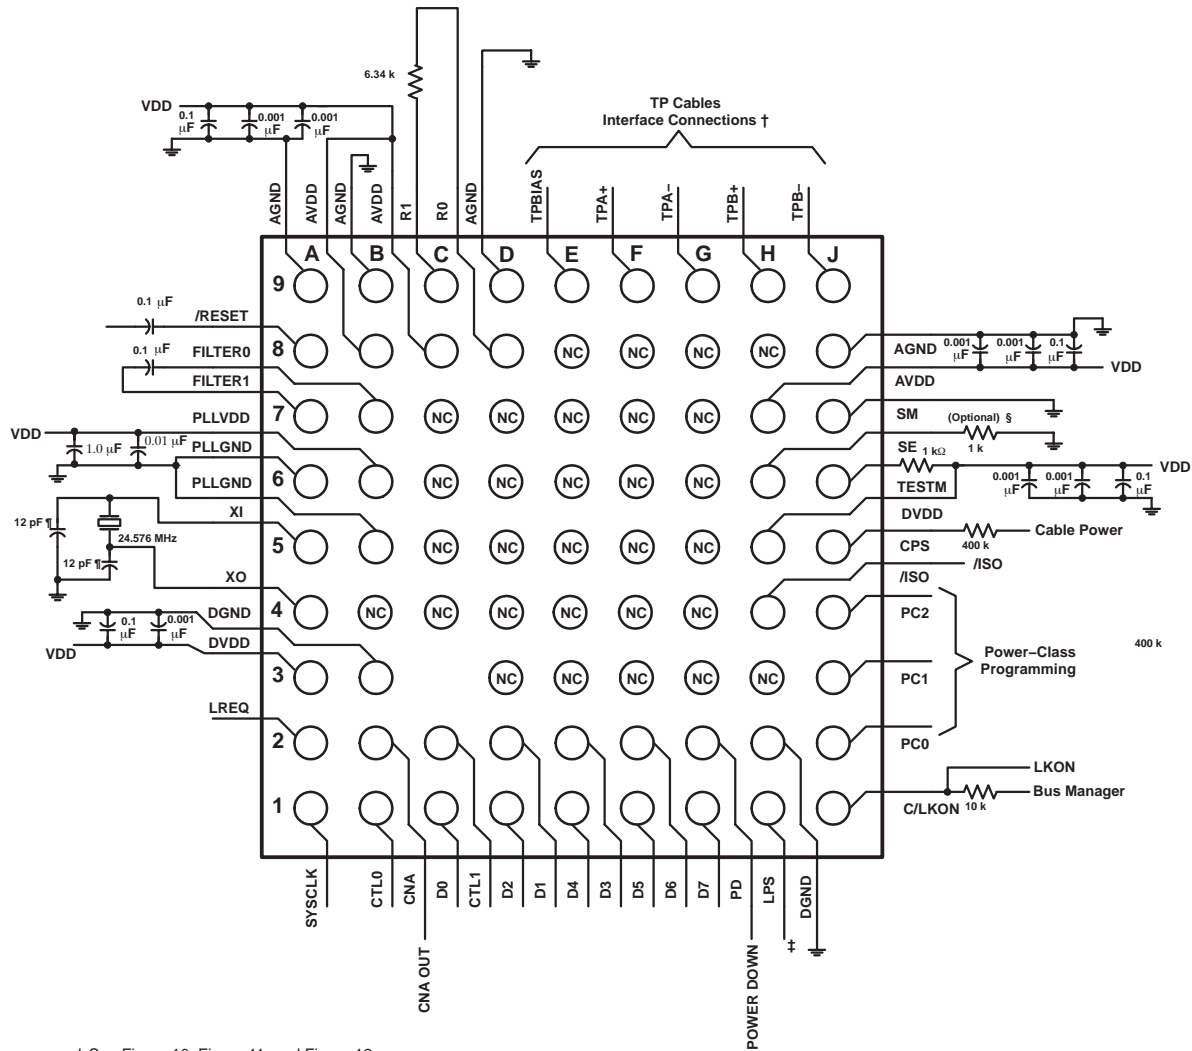 6.34 k
VDD
0.1 µF
0.001 µF
0.001 µF
TP Cables
Interface Connections †
AGND
AVDD
AGND
AVDD
R1
R0
AGND
TPBIAS
TPA+
TPA−
TPB+
TPB−
A B C D E F G H J
9
0.1 µF
/RESET
8 NC NC NC NC
AGND
0.001 µF
0.001 µF
0.1 µF
VDD
0.1 µF
FILTER0
FILTER1
AVDD
7 NC NC NC NC NC
SM
PLLVDD
VDD
1.0 µF
0.01 µF
PLLGND
(Optional) §
1 k
SE
1 kΩ
6 NC NC NC NC NC
TESTM
VDD
0.001 µF
0.001 µF
0.1 µF
PLLGND
XI
DVDD
12 pF ¶
24.576 MHz
12 pF ¶
5 NC NC NC NC NC
CPS
400 k
Cable Power
XO
/ISO
/ISO
4 NC NC NC NC NC NC
PC2
DGND
0.1 µF
0.001 µF
DVDD
VDD
3 NC NC NC NC NC
PC1
Power−Class
Programming
400 k
LREQ
2
PC0
1
C/LKON
10 k
LKON
Bus Manager
SYSCLK
CTL0
CNA
D0
CTL1
D2
D1
D4
D3
D5
D6
D7
PD
LPS
DGND
CNA OUT
POWER DOWN
‡